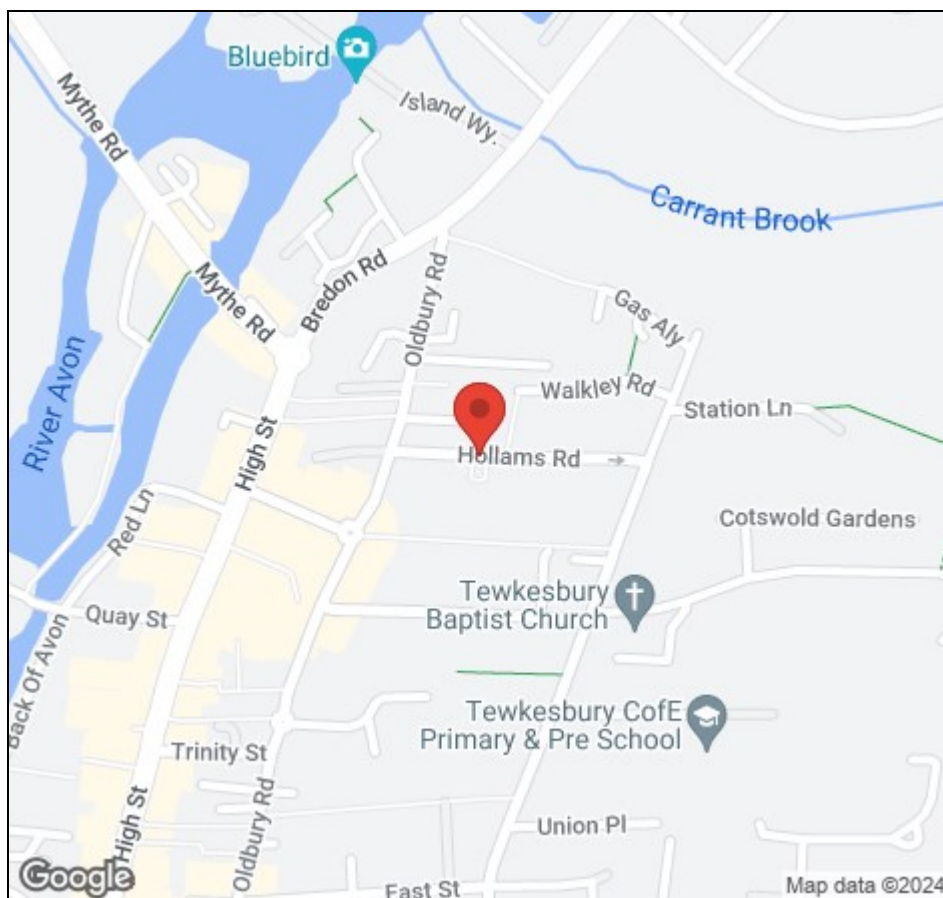 Bluebird
Mythe Rd
Island Wy.
Carrant Brook
Bredon Rd
Mythe Rd
Oldbury Rd
Gas Aly
Walkley Rd
Station Ln
River Avon
High St
Hollams Rd
Red Ln
Cotswold Gardens
Tewkesbury
Baptist Church
Quay St
Back Of Avon
Tewkesbury CofE
Primary & Pre School
Trinity St
High St
Oldbury Rd
Union Pl
East St
Google
Map data ©2024